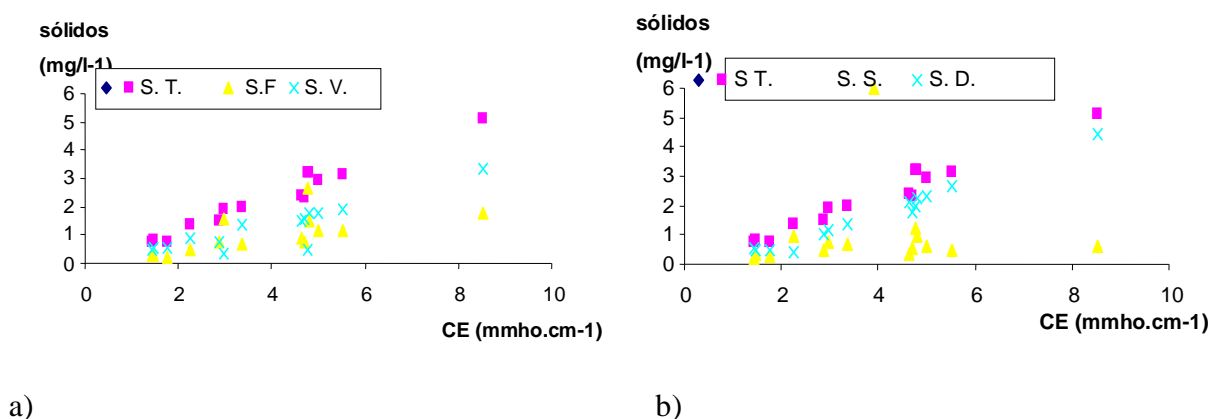 sólidos
(mg/l-1)
S. T. S.F S. V.
6
5
4
3
2
1
0
0 2 4 6 8 10
CE (mmho.cm-1)
a)
sólidos
(mg/l-1)
S T. S. S. S. D.
6
5
4
3
2
1
0
0 2 4 6 8 10
CE (mmho.cm-1)
b)